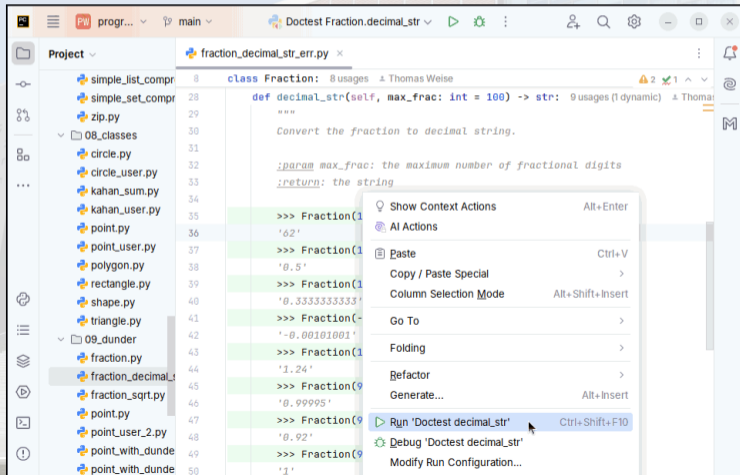 PC
PW progr...
main
Doctest Fraction.decimal_str
Project
fraction_decimal_str_err.py
simple_list_compr
simple_set_compr
zip.py
08_classes
circle.py
circle_user.py
kahan_sum.py
kahan_user.py
point.py
point_user.py
polygon.py
rectangle.py
shape.py
triangle.py
09_dunder
fraction.py
fraction_decimal_s
fraction_sqrt.py
point.py
point_user_2.py
point_with_dunde
point_with_dunde
8 class Fraction: 8 usages Thomas Weise
2 1
28 def decimal_str(self, max_frac: int = 100) -> str: 9 usages (1 dynamic) Thomas
29 """
30 Convert the fraction to decimal string.
31
32 :param max_frac: the maximum number of fractional digits
33 :return: the string
34
35 >>> Fraction(1
36 '62'
37 >>> Fraction(1
38 '0.5'
39 >>> Fraction(1
40 '0.3333333333'
41 >>> Fraction(-
42 '-0.00101001'
43 >>> Fraction(1
44 '1.24'
45 >>> Fraction(9
46 '0.99995'
47 >>> Fraction(9
48 '0.92'
49 >>> Fraction(9
50 '1'
Show Context Actions Alt+Enter
AI Actions
Paste Ctrl+V
Copy / Paste Special
Column Selection Mode Alt+Shift+Insert
Go To
Folding
Refactor
Generate... Alt+Insert
Run 'Doctest decimal_str' Ctrl+Shift+F10
Debug 'Doctest decimal_str'
Modify Run Configuration...